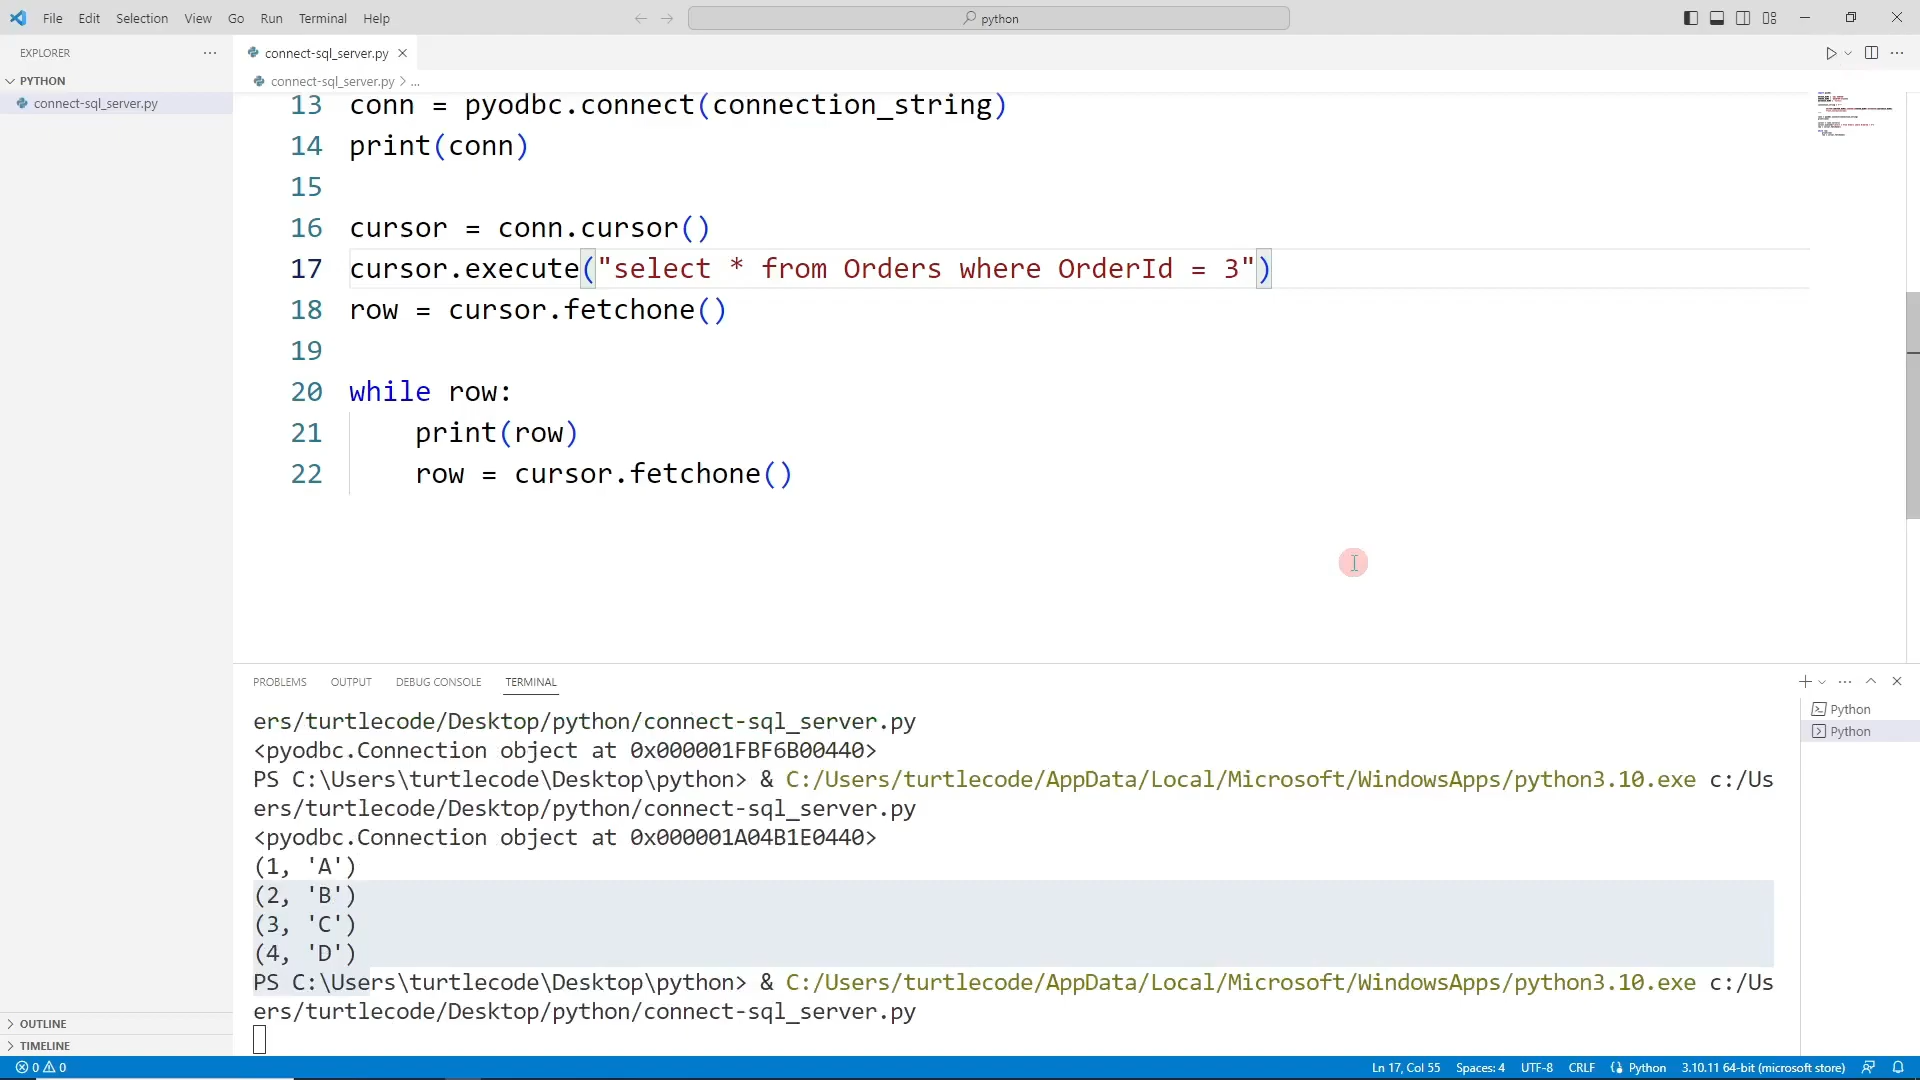 File Edit Selection View Go Run Terminal Help
python
EXPLORER
connect-sql_server.py
PYTHON
connect-sql_server.py
connect-sql_server.py > ...
13 conn = pyodbc.connect(connection_string)
14 print(conn)
15
16 cursor = conn.cursor()
17 cursor.execute("select * from Orders where OrderId = 3")
18 row = cursor.fetchone()
19
20 while row:
21 print(row)
22 row = cursor.fetchone()
PROBLEMS OUTPUT DEBUG CONSOLE TERMINAL
ers/turtlecode/Desktop/python/connect-sql_server.py
<pyodbc.Connection object at 0x000001FBF6B00440>
PS C:\Users\turtlecode\Desktop\python> & C:/Users/turtlecode/AppData/Local/Microsoft/WindowsApps/python3.10.exe c:/Us
ers/turtlecode/Desktop/python/connect-sql_server.py
<pyodbc.Connection object at 0x000001A04B1E0440>
(1, 'A')
(2, 'B')
(3, 'C')
(4, 'D')
PS C:\Users\turtlecode\Desktop\python> & C:/Users/turtlecode/AppData/Local/Microsoft/WindowsApps/python3.10.exe c:/Us
ers/turtlecode/Desktop/python/connect-sql_server.py
Python
Python
OUTLINE
TIMELINE
0 0
Ln 17, Col 55 Spaces: 4 UTF-8 CRLF Python 3.10.11 64-bit (microsoft store)